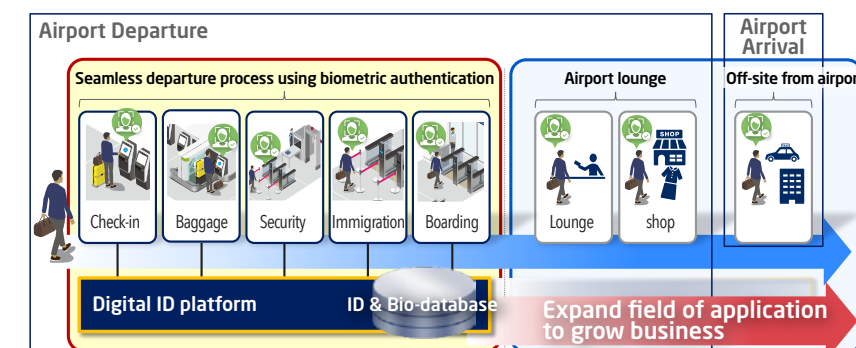 Airport Departure
Airport
Arrival
Seamless departure process using biometric authentication
Airport lounge
Off-site from airpor
Check-in
Baggage
Security
Immigration
Boarding
Lounge
SHOP
shop
Digital ID platform
ID & Bio-database
Expand field of application
to grow business